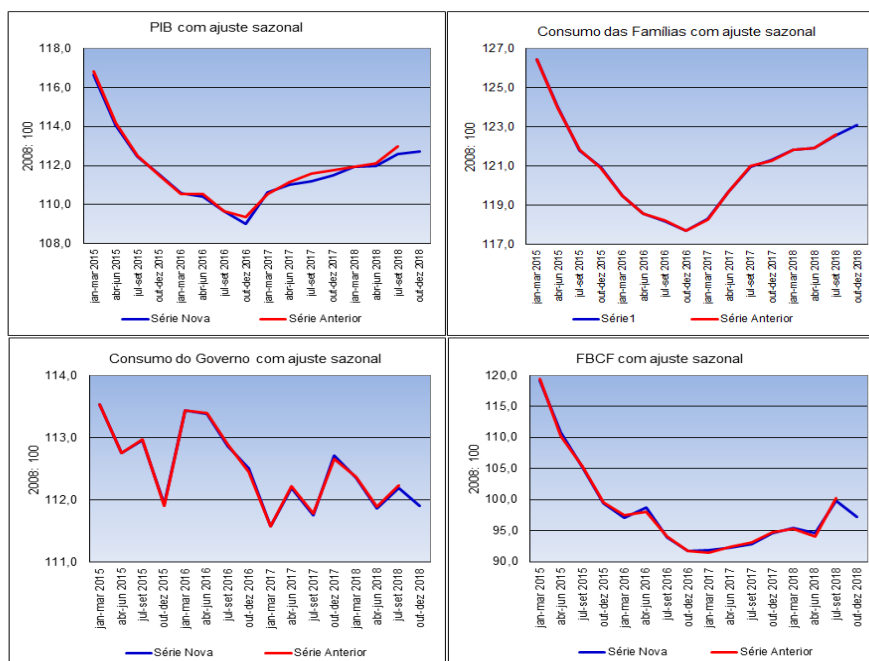 PIB com ajuste sazonal
118,0
116,0
114,0
112,0
110,0
108,0
2008: 100
jan-mar 2015
abr-jun 2015
jul-set 2015
out-dez 2015
jan-mar 2016
abr-jun 2016
jul-set 2016
out-dez 2016
jan-mar 2017
abr-jun 2017
jul-set 2017
out-dez 2017
jan-mar 2018
abr-jun 2018
jul-set 2018
out-dez 2018
Série Nova
Série Anterior
Consumo das Famílias com ajuste sazonal
127,0
125,0
123,0
121,0
119,0
117,0
2008: 100
jan-mar 2015
abr-jun 2015
jul-set 2015
out-dez 2015
jan-mar 2016
abr-jun 2016
jul-set 2016
out-dez 2016
jan-mar 2017
abr-jun 2017
jul-set 2017
out-dez 2017
jan-mar 2018
abr-jun 2018
jul-set 2018
out-dez 2018
Série1
Série Anterior
Consumo do Governo com ajuste sazonal
114,0
113,0
112,0
111,0
2008: 100
jan-mar 2015
abr-jun 2015
jul-set 2015
out-dez 2015
jan-mar 2016
abr-jun 2016
jul-set 2016
out-dez 2016
jan-mar 2017
abr-jun 2017
jul-set 2017
out-dez 2017
jan-mar 2018
abr-jun 2018
jul-set 2018
out-dez 2018
Série Nova
Série Anterior
FBCF com ajuste sazonal
120,0
115,0
110,0
105,0
100,0
95,0
90,0
2008: 100
jan-mar 2015
abr-jun 2015
jul-set 2015
out-dez 2015
jan-mar 2016
abr-jun 2016
jul-set 2016
out-dez 2016
jan-mar 2017
abr-jun 2017
jul-set 2017
out-dez 2017
jan-mar 2018
abr-jun 2018
jul-set 2018
out-dez 2018
Série Nova
Série Anterior